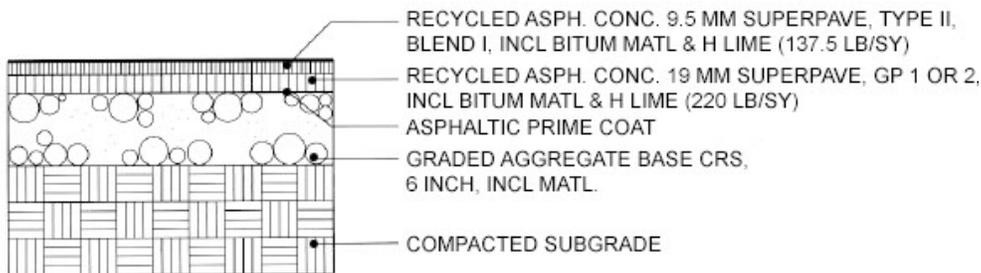 RECYCLED ASPH. CONC. 9.5 MM SUPERPAVE, TYPE II,
BLEND I, INCL BITUM MATL & H LIME (137.5 LB/SY)
RECYCLED ASPH. CONC. 19 MM SUPERPAVE, GP 1 OR 2,
INCL BITUM MATL & H LIME (220 LB/SY)
ASPHALTIC PRIME COAT
GRADED AGGREGATE BASE CRS,
6 INCH, INCL MATL.
COMPACTED SUBGRADE